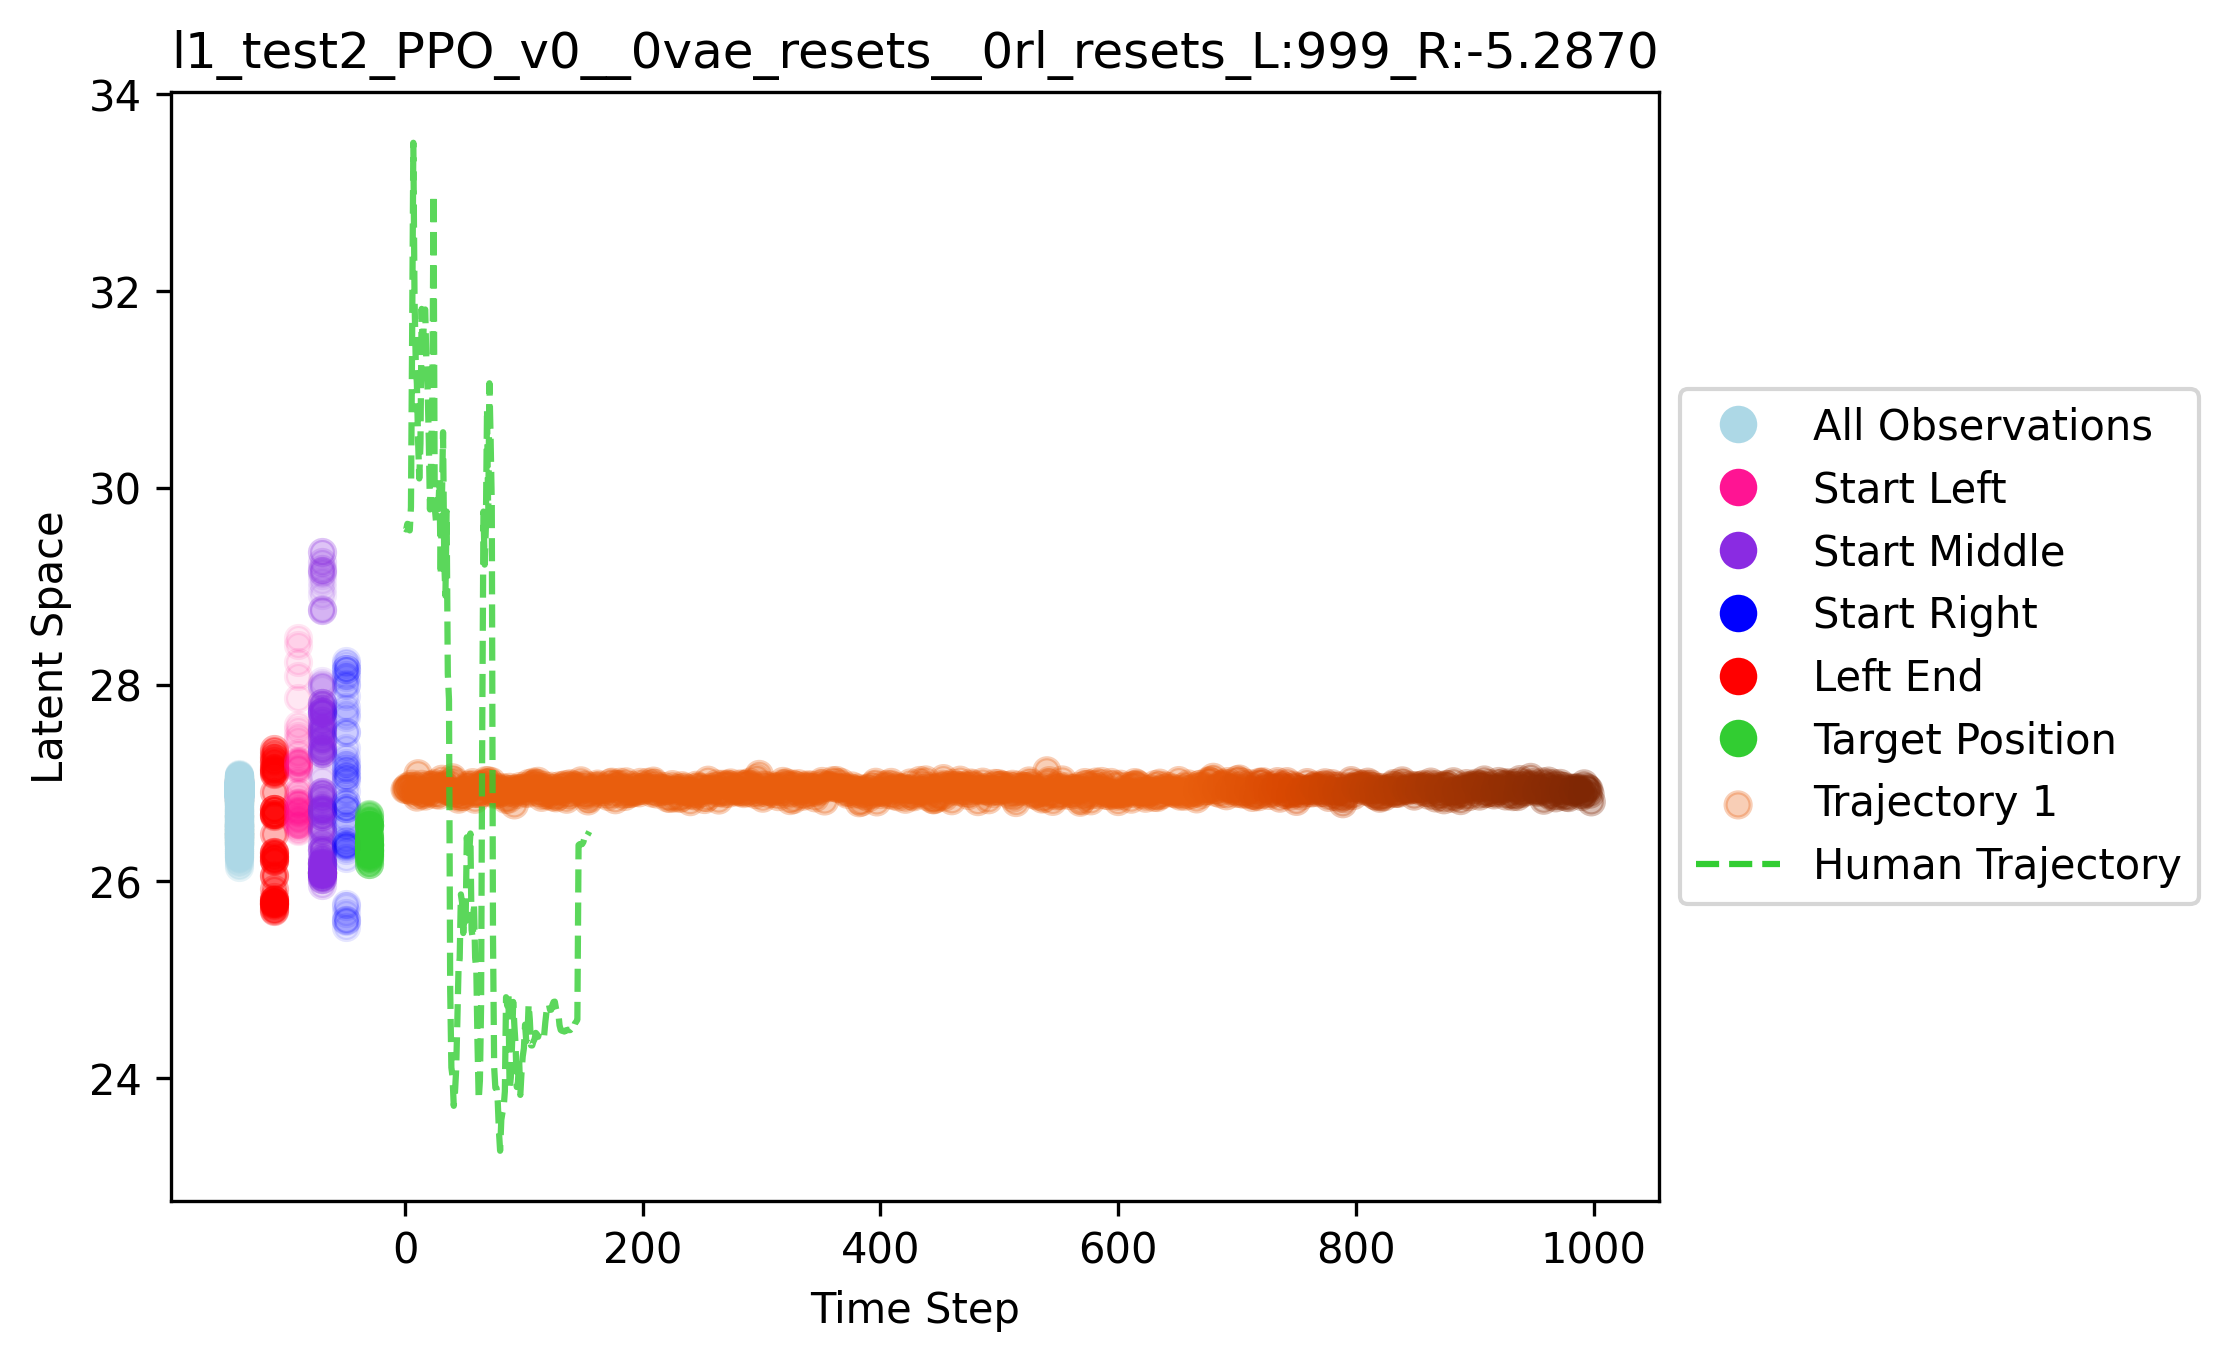 l1_test2_PPO_v0__0vae_resets__0rl_resets_L:999_R:-5.2870
34
32
30
28
26
24
Latent Space
0 200 400 600 800 1000
Time Step
All Observations
Start Left
Start Middle
Start Right
Left End
Target Position
Trajectory 1
Human Trajectory